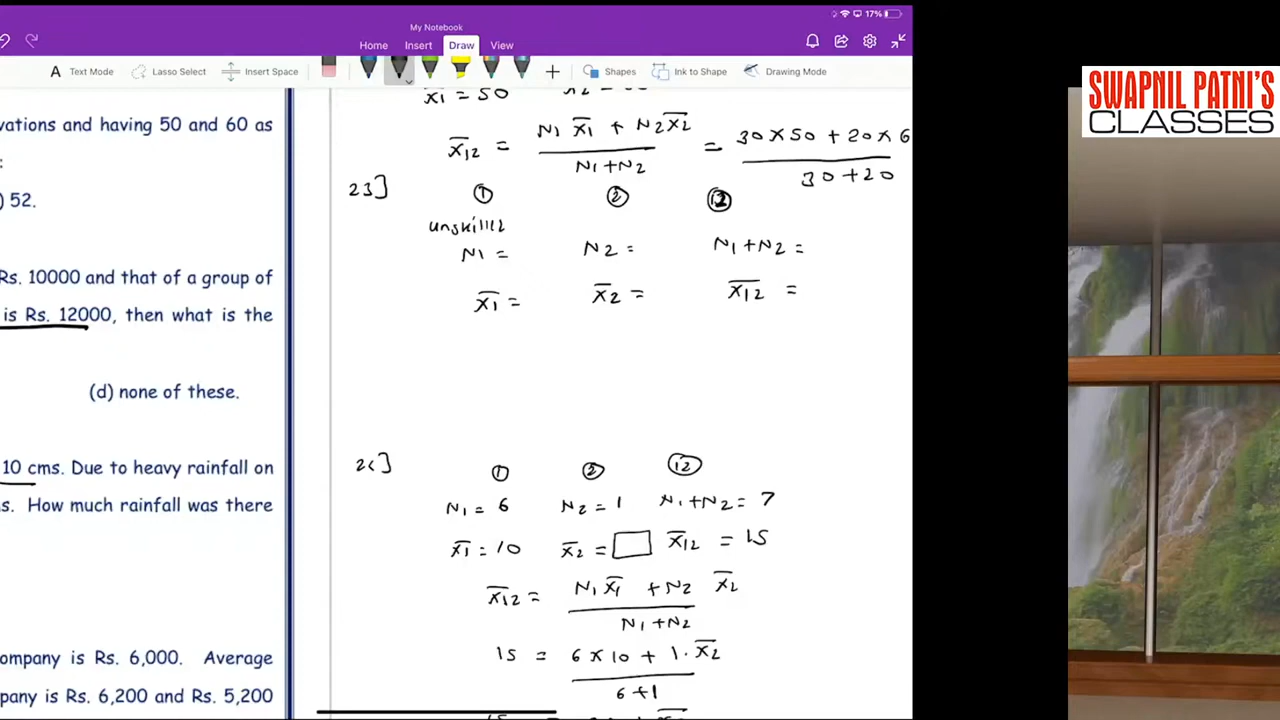 My Notebook
17%
Home Insert Draw View
Text Mode Lasso Select Insert Space Shapes Ink to Shape Drawing Mode
SWAPNIL PATNI'S
CLASSES
vations and having 50 and 60 as
) 52.
Rs. 10000 and that of a group of
is Rs. 12000, then what is the
(d) none of these.
10 cms. Due to heavy rainfall on
s. How much rainfall was there
ompany is Rs. 6,000. Average
pany is Rs. 6,200 and Rs. 5,200
x̄1 = 50
x̄12 = N1 x̄1 + N2 x̄2 / N1+N2 = 30×50 + 20×6 / 30+20
23] ① ② ⑫
N1 = N2 = N1+N2 =
x̄1 = x̄2 = x̄12 =
① ② ⑫
N1 = 6 N2 = 1 N1+N2 = 7
x̄1 = 10 x̄2 = x̄12 = 15
x̄12 = N1 x̄1 + N2 x̄2 / N1+N2
15 = 6×10 + 1·x̄2 / 6+1